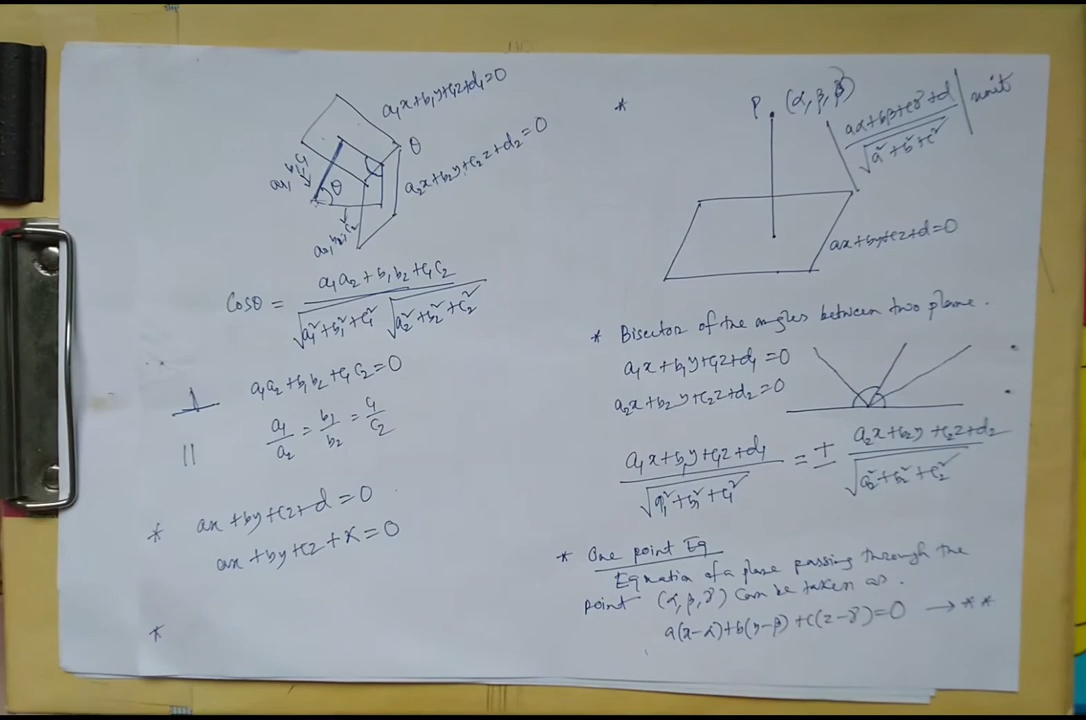 a₁x+b₁y+c₁z+d₁=0
θ
a₂x+b₂y+c₂z+d₂=0
a₁, b₁, c₁
θ
a₂, b₂, c₂
Cosθ = (a₁a₂+b₁b₂+c₁c₂)/(√(a₁²+b₁²+c₁²) √(a₂²+b₂²+c₂²))
⊥ a₁a₂+b₁b₂+c₁c₂=0
|| a₁/a₂ = b₁/b₂ = c₁/c₂
* ax+by+cz+d=0
ax+by+cz+K=0
*
* P (α,β,γ)
|(aα+bβ+cγ+d)/√(a²+b²+c²)| unit
ax+by+cz+d=0
* Bisector of the angles between two plane.
a₁x+b₁y+c₁z+d₁=0
a₂x+b₂y+c₂z+d₂=0
(a₁x+b₁y+c₁z+d₁)/√(a₁²+b₁²+c₁²) = ± (a₂x+b₂y+c₂z+d₂)/√(a₂²+b₂²+c₂²)
* One point Eq
Equation of a plane passing through the
point (α,β,γ) can be taken as.
a(x-α)+b(y-β)+c(z-γ)=0 → **